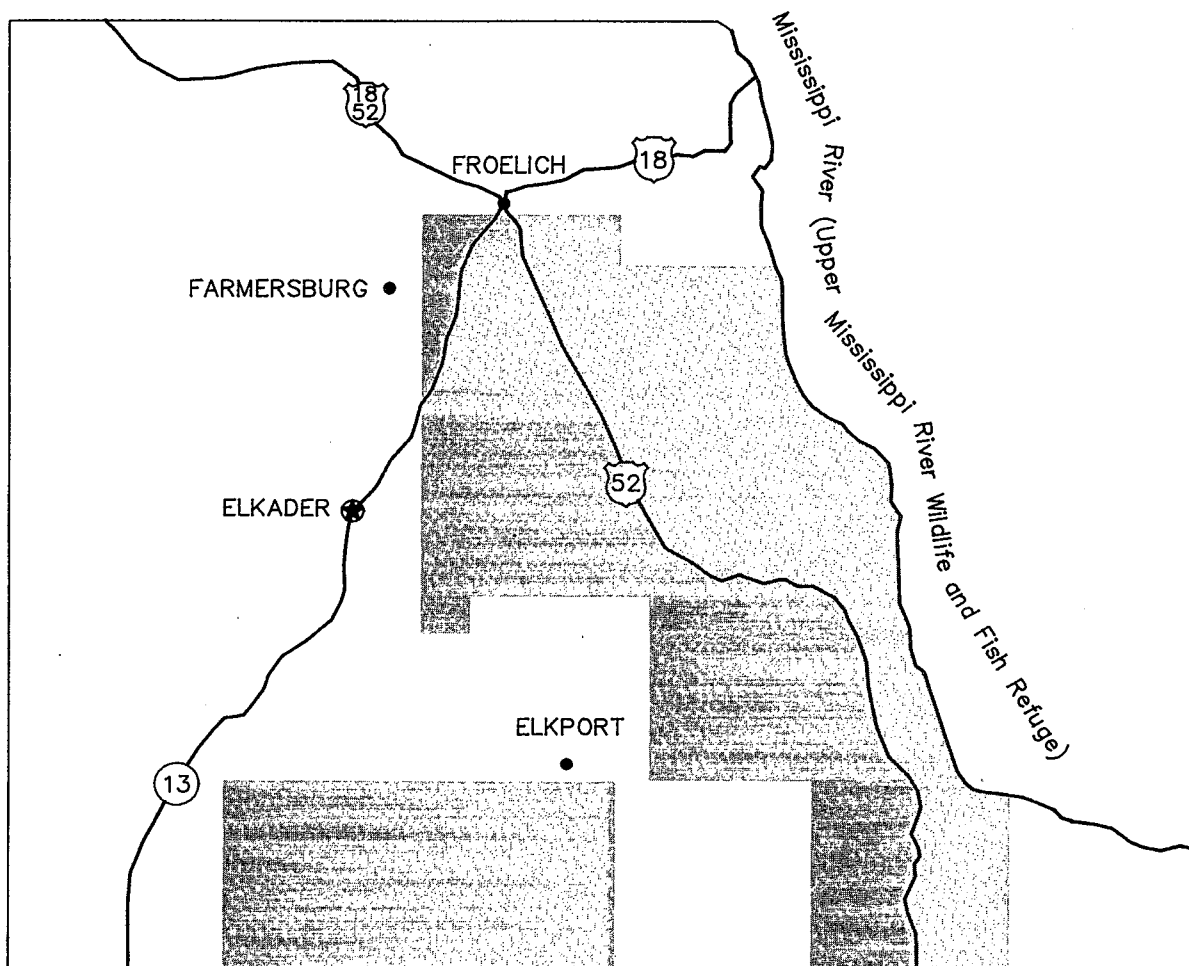 18
52
FROELICH
18
Mississippi River (Upper Mississippi River Wildlife and Fish Refuge)
FARMERSBURG
52
ELKADER
ELKPORT
13